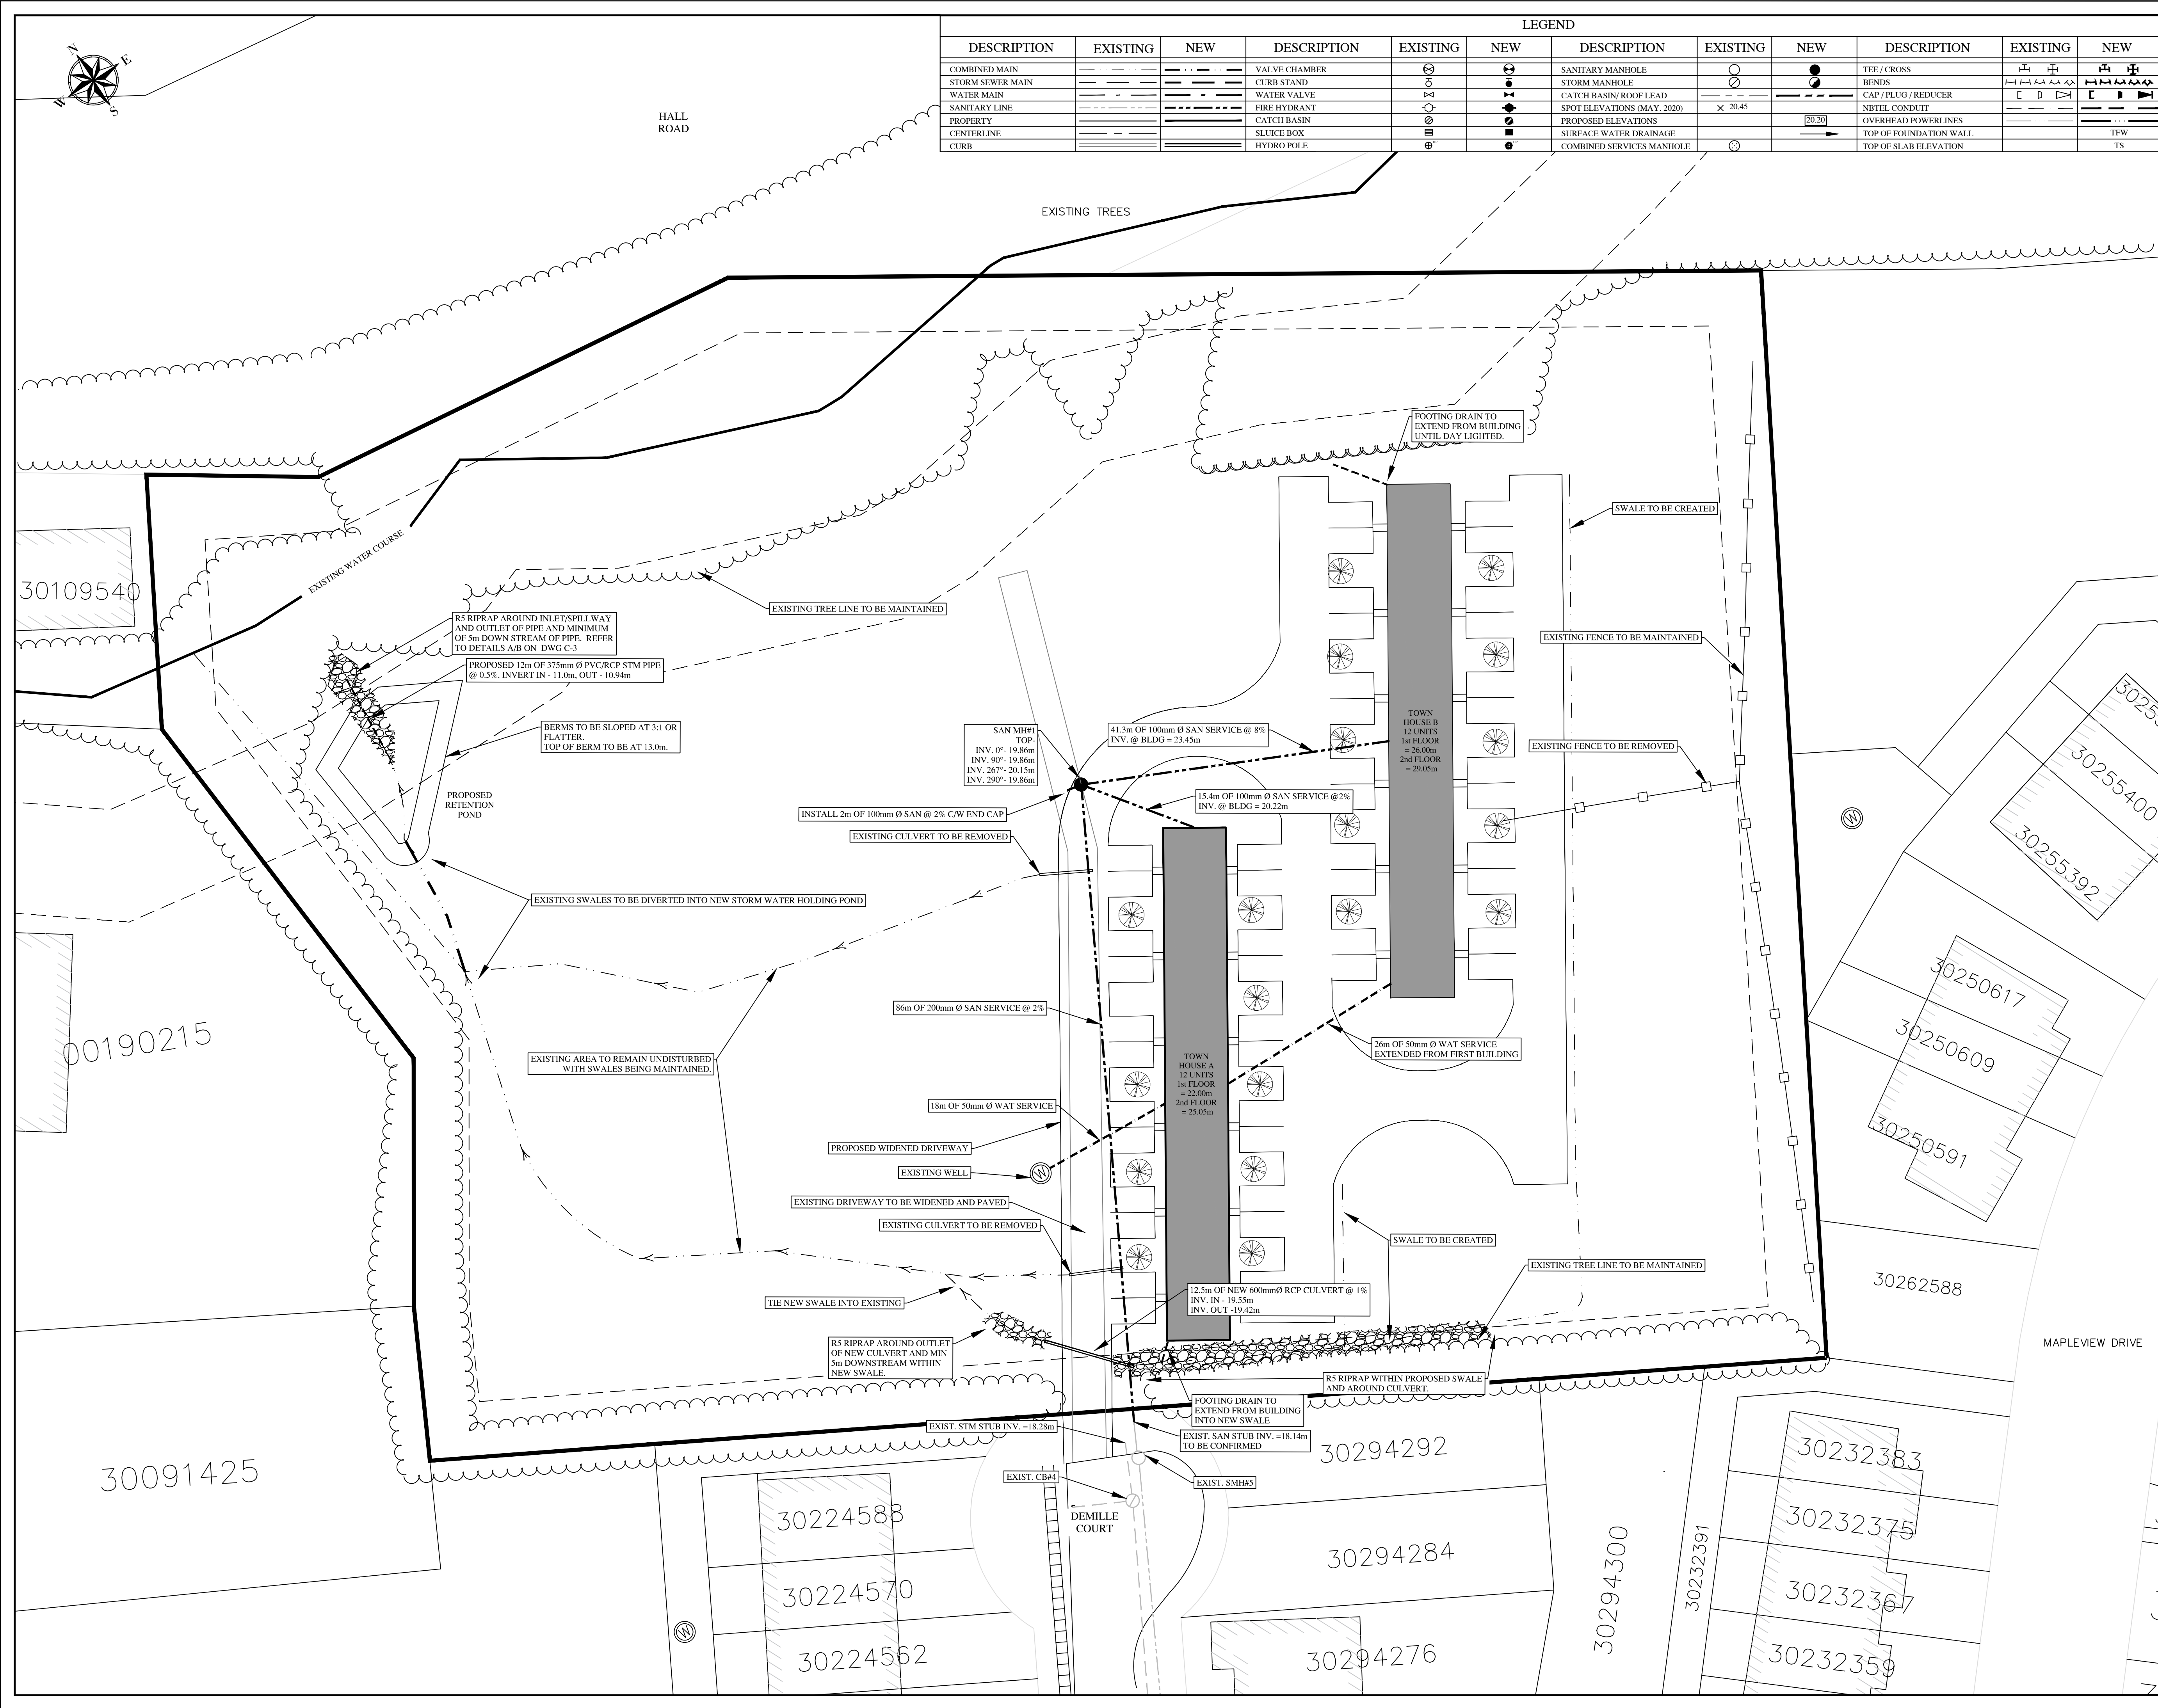 LEGEND
DESCRIPTION EXISTING NEW DESCRIPTION EXISTING NEW DESCRIPTION EXISTING NEW DESCRIPTION EXISTING NEW
COMBINED MAIN VALVE CHAMBER SANITARY MANHOLE TEE / CROSS
STORM SEWER MAIN CURB STAND STORM MANHOLE BENDS
WATER MAIN WATER VALVE CATCH BASIN/ ROOF LEAD CAP / PLUG / REDUCER
SANITARY LINE FIRE HYDRANT SPOT ELEVATIONS (MAY. 2020) × 20.45 NBTEL CONDUIT
PROPERTY CATCH BASIN PROPOSED ELEVATIONS 20.20 OVERHEAD POWERLINES
CENTERLINE SLUICE BOX SURFACE WATER DRAINAGE TOP OF FOUNDATION WALL TFW
CURB HYDRO POLE COMBINED SERVICES MANHOLE TOP OF SLAB ELEVATION TS
N
E
W
S
HALL
ROAD
EXISTING TREES
FOOTING DRAIN TO
EXTEND FROM BUILDING
UNTIL DAY LIGHTED.
SWALE TO BE CREATED
EXISTING WATER COURSE
30109540
EXISTING TREE LINE TO BE MAINTAINED
R5 RIPRAP AROUND INLET/SPILLWAY
AND OUTLET OF PIPE AND MINIMUM
OF 5m DOWN STREAM OF PIPE. REFER
TO DETAILS A/B ON DWG C-3
EXISTING FENCE TO BE MAINTAINED
PROPOSED 12m OF 375mm Ø PVC/RCP STM PIPE
@ 0.5%. INVERT IN - 11.0m, OUT - 10.94m
BERMS TO BE SLOPED AT 3:1 OR
FLATTER.
TOP OF BERM TO BE AT 13.0m.
SAN MH#1
TOP-
INV. 0°- 19.86m
INV. 90°- 19.86m
INV. 267°- 20.15m
INV. 290°- 19.86m
41.3m OF 100mm Ø SAN SERVICE @ 8%
INV. @ BLDG = 23.45m
TOWN
HOUSE B
12 UNITS
1st FLOOR
= 26.00m
2nd FLOOR
= 29.05m
EXISTING FENCE TO BE REMOVED
PROPOSED
RETENTION
POND
15.4m OF 100mm Ø SAN SERVICE @2%
INV. @ BLDG = 20.22m
INSTALL 2m OF 100mm Ø SAN @ 2% C/W END CAP
EXISTING CULVERT TO BE REMOVED
W
30255400
30255392
EXISTING SWALES TO BE DIVERTED INTO NEW STORM WATER HOLDING POND
30250617
30250609
30250591
86m OF 200mm Ø SAN SERVICE @ 2%
00190215
EXISTING AREA TO REMAIN UNDISTURBED
WITH SWALES BEING MAINTAINED.
26m OF 50mm Ø WAT SERVICE
EXTENDED FROM FIRST BUILDING
TOWN
HOUSE A
12 UNITS
1st FLOOR
= 22.00m
2nd FLOOR
= 25.05m
18m OF 50mm Ø WAT SERVICE
PROPOSED WIDENED DRIVEWAY
EXISTING WELL
W
EXISTING DRIVEWAY TO BE WIDENED AND PAVED
EXISTING CULVERT TO BE REMOVED
SWALE TO BE CREATED
EXISTING TREE LINE TO BE MAINTAINED
30262588
12.5m OF NEW 600mmØ RCP CULVERT @ 1%
INV. IN - 19.55m
INV. OUT -19.42m
TIE NEW SWALE INTO EXISTING
MAPLEVIEW DRIVE
R5 RIPRAP AROUND OUTLET
OF NEW CULVERT AND MIN
5m DOWNSTREAM WITHIN
NEW SWALE.
R5 RIPRAP WITHIN PROPOSED SWALE
AND AROUND CULVERT.
FOOTING DRAIN TO
EXTEND FROM BUILDING
INTO NEW SWALE
EXIST. STM STUB INV. =18.28m
EXIST. SAN STUB INV. =18.14m
TO BE CONFIRMED
30294292
EXIST. CB#4
EXIST. SMH#5
30091425
30232383
DEMILLE
COURT
30224588
30232375
30294284
30294300
30232391
30224570
30232367
W
30224562
30294276
30232359